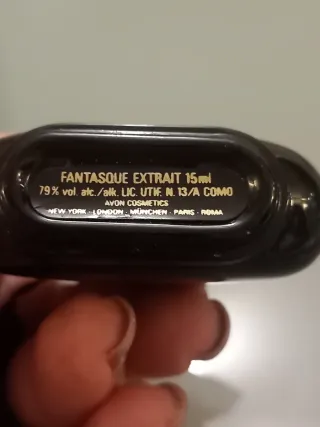 FANTASQUE EXTRAIT 15ml
79% vol alc./alk. LIC. UTIF. N. 13/A COMO
AVON COSMETICS
NEW YORK - LONDON - MÜNCHEN - PARIS - ROMA